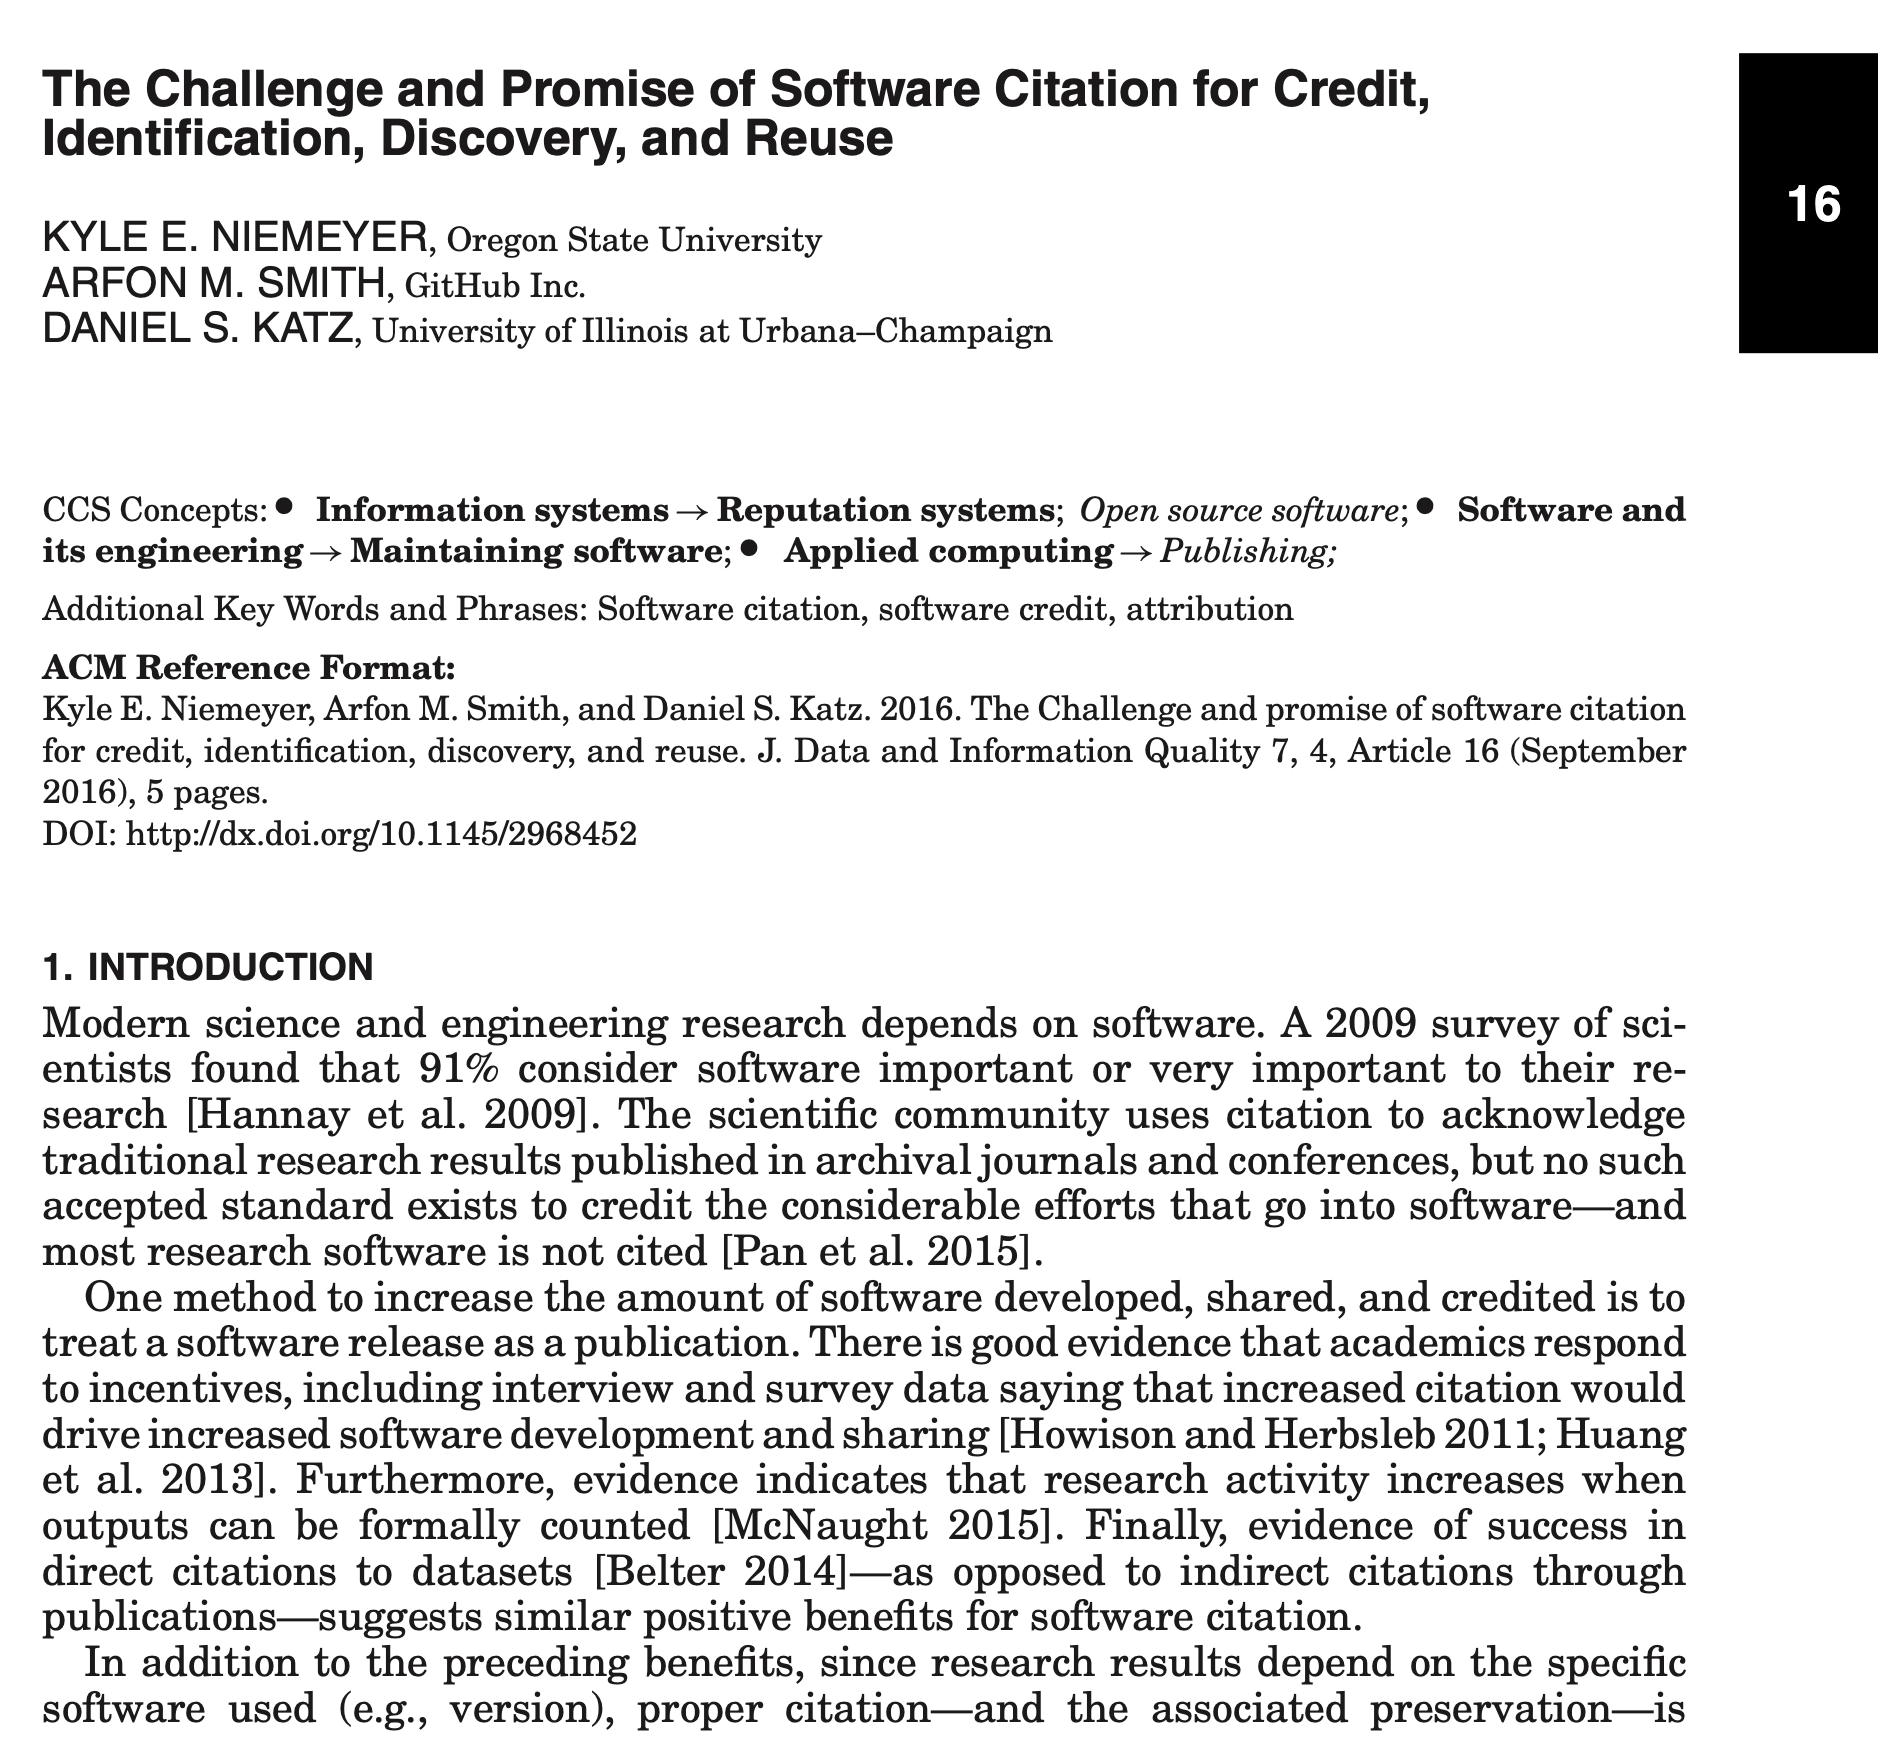 The Challenge and Promise of Software Citation for Credit,
Identification, Discovery, and Reuse
16
KYLE E. NIEMEYER, Oregon State University
ARFON M. SMITH, GitHub Inc.
DANIEL S. KATZ, University of Illinois at Urbana–Champaign
CCS Concepts: • Information systems → Reputation systems; Open source software; • Software and
its engineering → Maintaining software; • Applied computing → Publishing;
Additional Key Words and Phrases: Software citation, software credit, attribution
ACM Reference Format:
Kyle E. Niemeyer, Arfon M. Smith, and Daniel S. Katz. 2016. The Challenge and promise of software citation
for credit, identification, discovery, and reuse. J. Data and Information Quality 7, 4, Article 16 (September
2016), 5 pages.
DOI: http://dx.doi.org/10.1145/2968452
1. INTRODUCTION
Modern science and engineering research depends on software. A 2009 survey of sci-
entists found that 91% consider software important or very important to their re-
search [Hannay et al. 2009]. The scientific community uses citation to acknowledge
traditional research results published in archival journals and conferences, but no such
accepted standard exists to credit the considerable efforts that go into software—and
most research software is not cited [Pan et al. 2015].
One method to increase the amount of software developed, shared, and credited is to
treat a software release as a publication. There is good evidence that academics respond
to incentives, including interview and survey data saying that increased citation would
drive increased software development and sharing [Howison and Herbsleb 2011; Huang
et al. 2013]. Furthermore, evidence indicates that research activity increases when
outputs can be formally counted [McNaught 2015]. Finally, evidence of success in
direct citations to datasets [Belter 2014]—as opposed to indirect citations through
publications—suggests similar positive benefits for software citation.
In addition to the preceding benefits, since research results depend on the specific
software used (e.g., version), proper citation—and the associated preservation—is